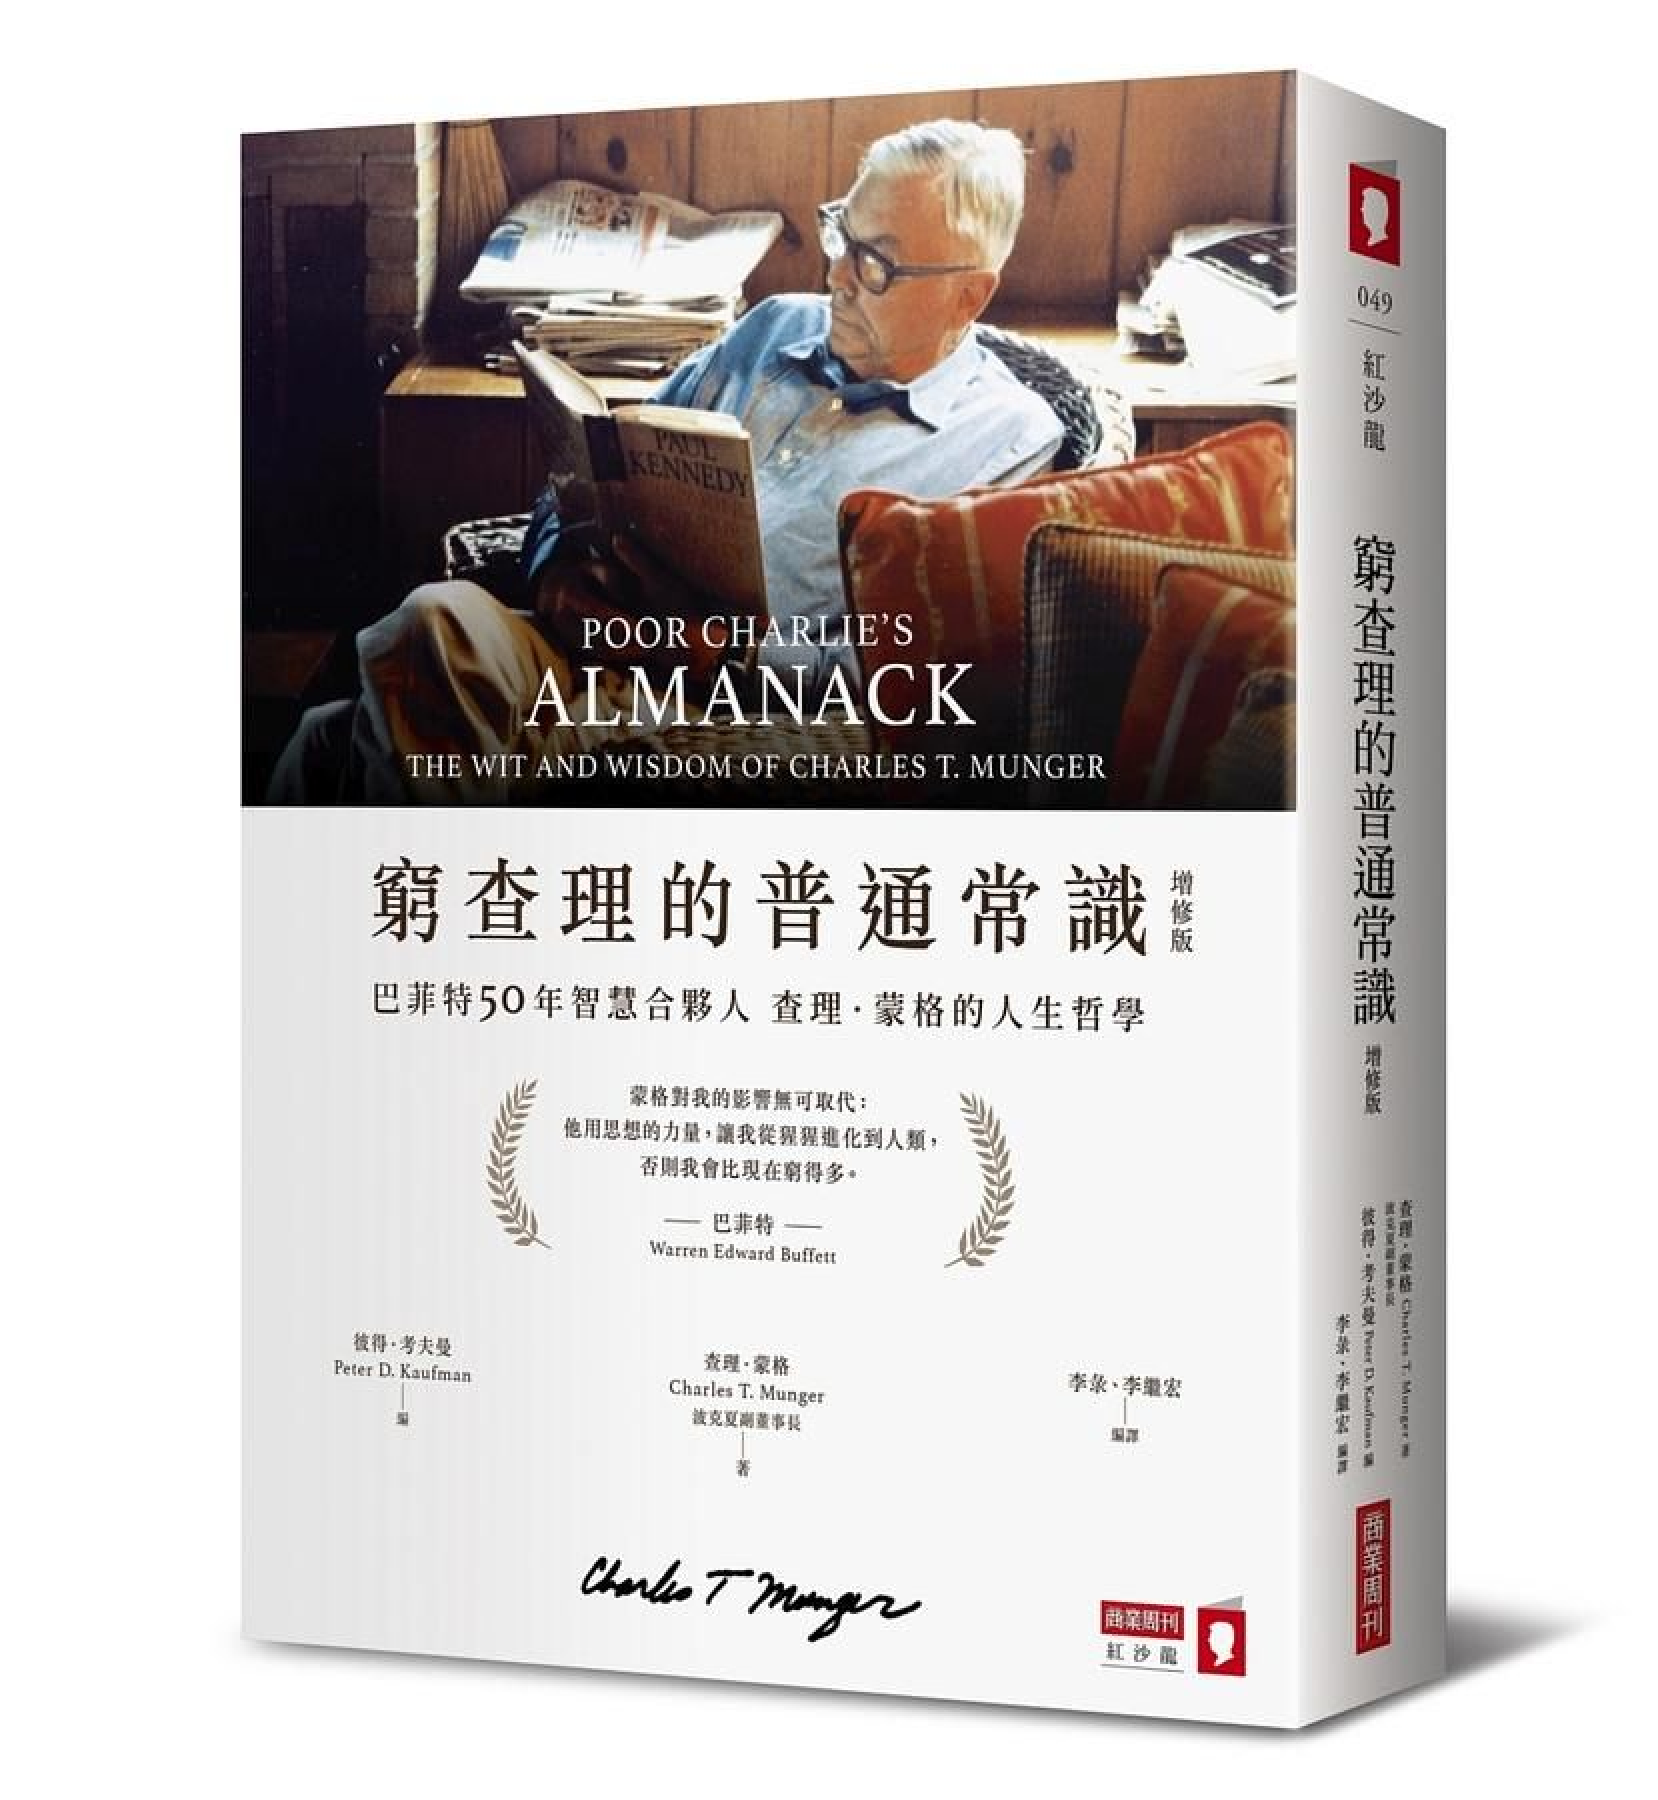 PAUL
KENNEDY
POOR CHARLIE'S
ALMANACK
THE WIT AND WISDOM OF CHARLES T. MUNGER
窮查理的普通常識
增修版
巴菲特50年智慧合夥人 查理·蒙格的人生哲學
蒙格對我的影響無可取代：
他用思想的力量，讓我從猩猩進化到人類，
否則我會比現在窮得多。
— 巴菲特 —
Warren Edward Buffett
彼得·考夫曼
Peter D. Kaufman
編
查理·蒙格
Charles T. Munger
波克夏副董事長
著
李彔、李繼宏
編譯
Charles T Munger
商業周刊
紅沙龍
049
紅沙龍
窮查理的普通常識
增修版
查理·蒙格 Charles T. Munger 著
波克夏副董事長
彼得·考夫曼 Peter D. Kaufman 編
李彔·李繼宏 編譯
商業周刊